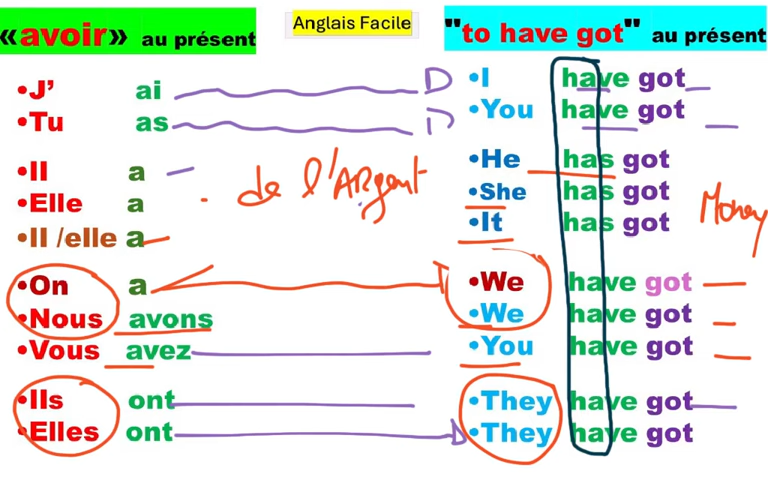 «avoir» au présent
Anglais Facile
"to have got" au présent
•J' ai
•I have got
•Tu as
•You have got
•Il a
•He has got
•Elle a
de l'Argent
•She has got
Money
•Il /elle a
•It has got
•On a
•We have got
•Nous avons
•We have got
•Vous avez
•You have got
•Ils ont
•They have got
•Elles ont
•They have got